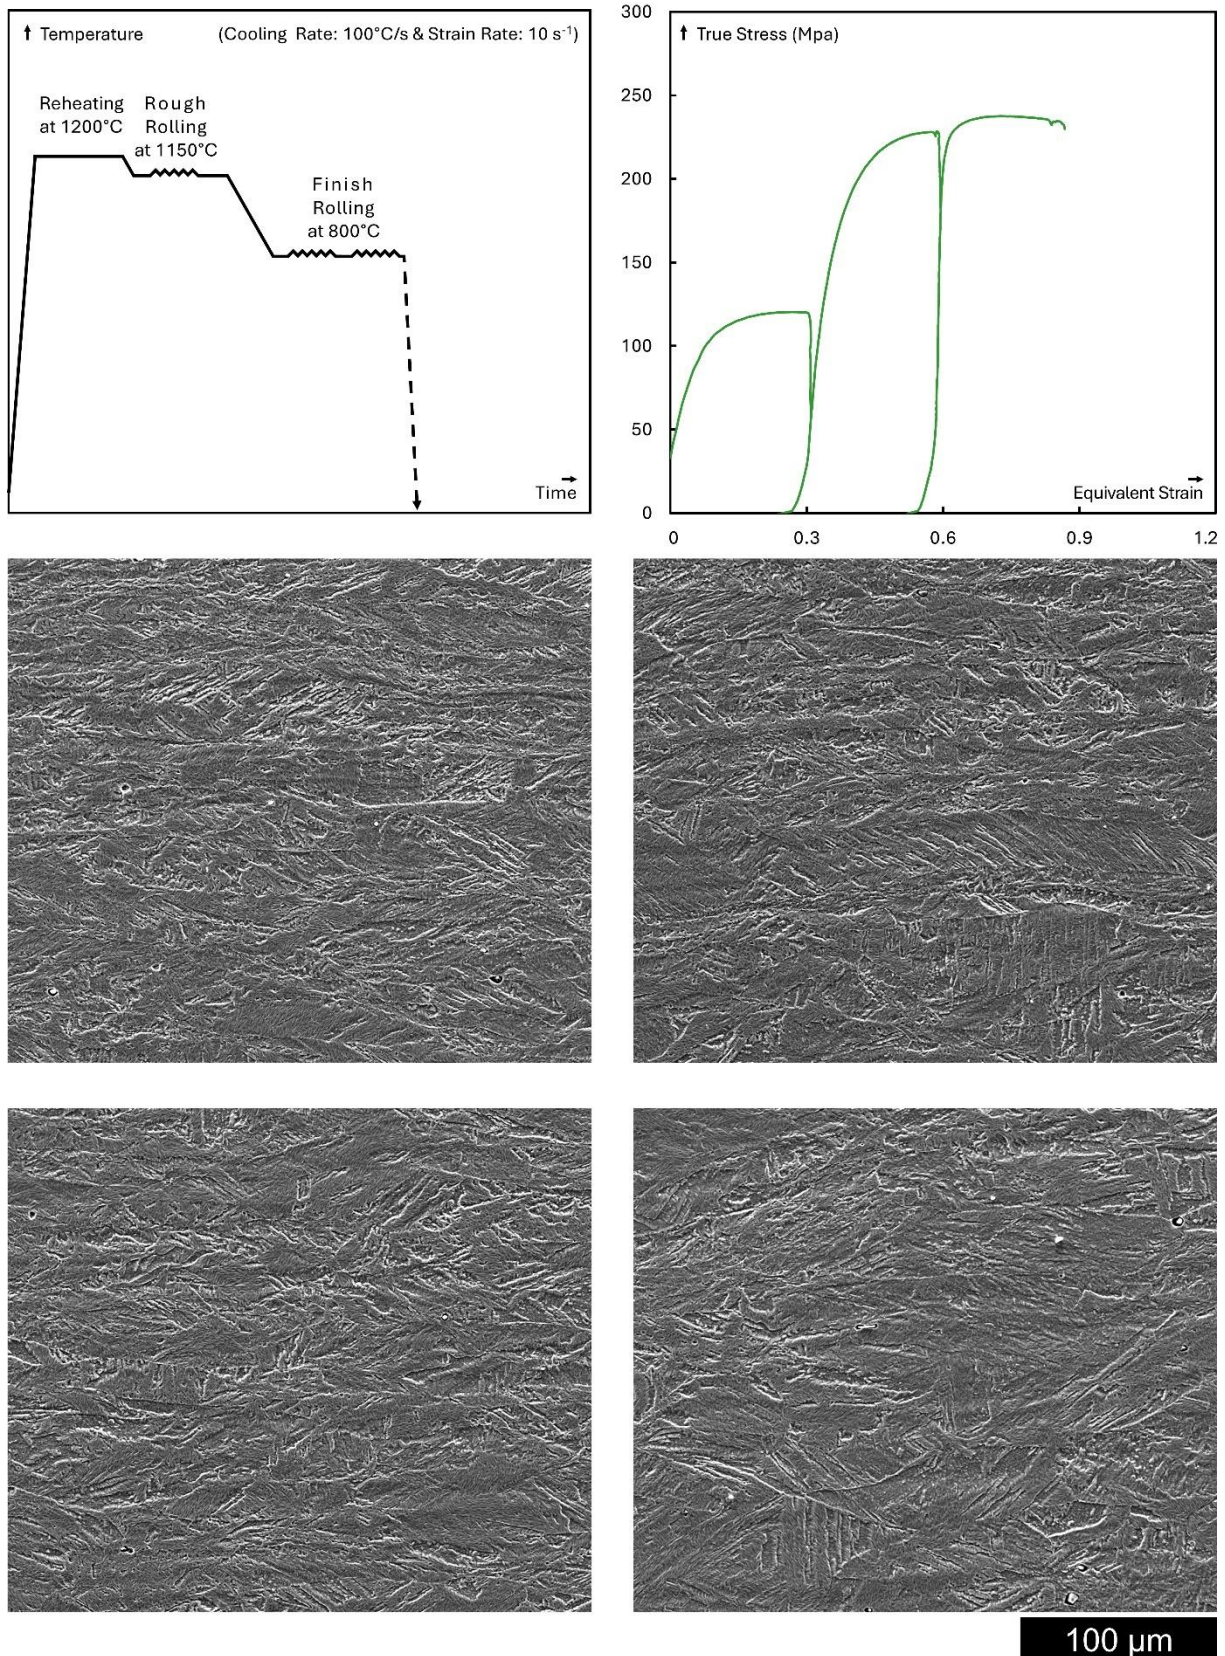 Temperature (Cooling Rate: 100°C/s & Strain Rate: 10 s⁻¹)
Reheating
at 1200°C
Rough
Rolling
at 1150°C
Finish
Rolling
at 800°C
Time
True Stress (Mpa)
300
250
200
150
100
50
0
Equivalent Strain
0 0.3 0.6 0.9 1.2
100 µm